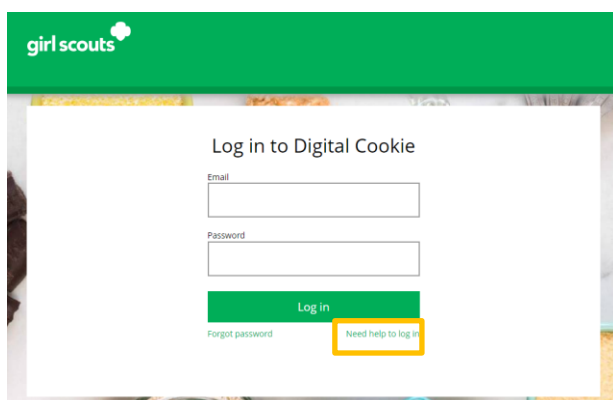 girl scouts
Log in to Digital Cookie
Email
Password
Log in
Forgot password
Need help to log in